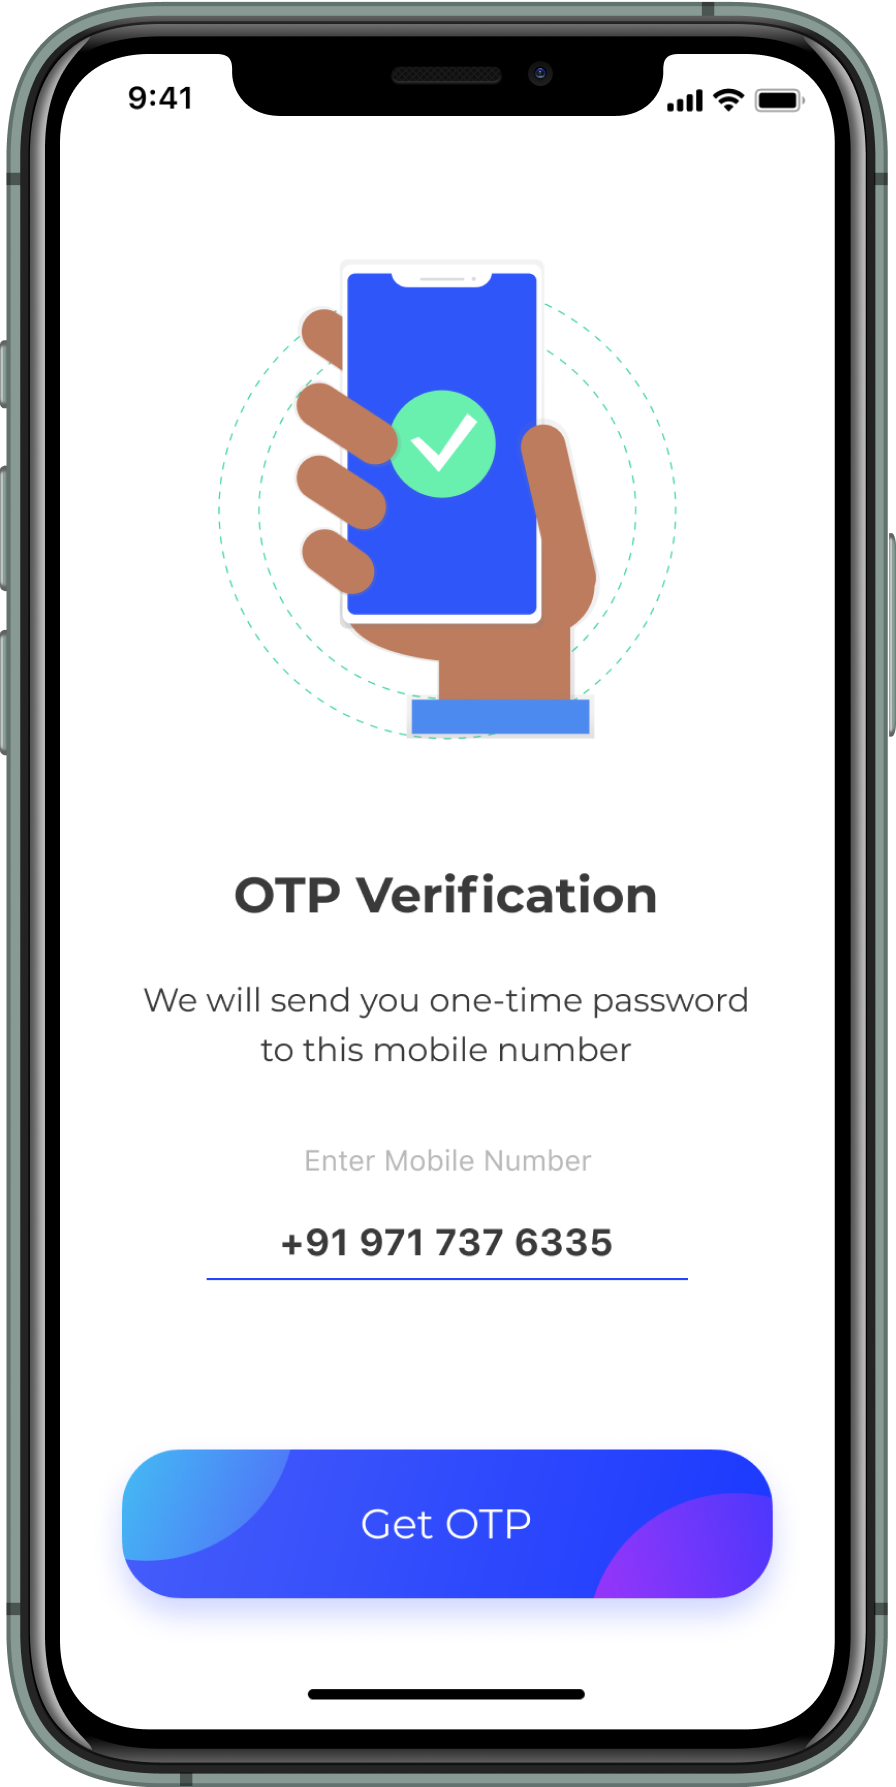 9:41
OTP Verification
We will send you one-time password
to this mobile number
Enter Mobile Number
+91 971 737 6335
Get OTP